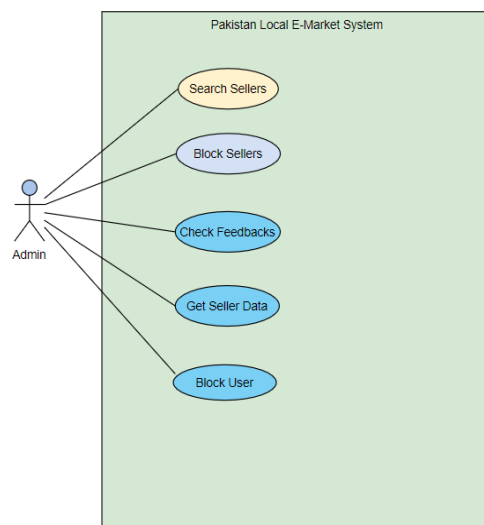 Pakistan Local E-Market System
Search Sellers
Block Sellers
Admin
Check Feedbacks
Get Seller Data
Block User